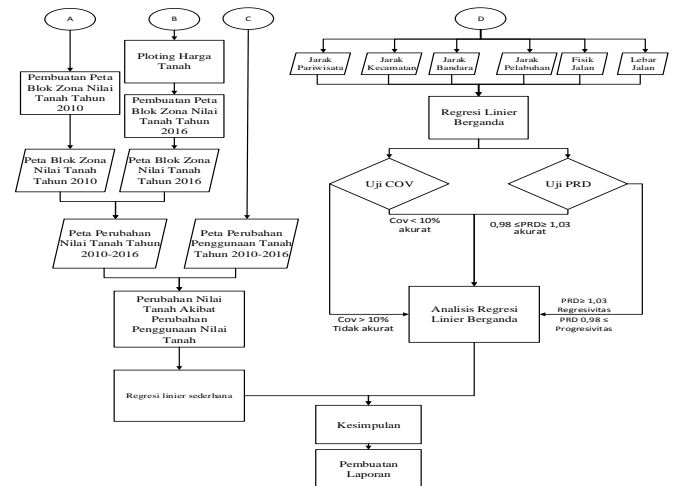 A
B
C
D
Ploting Harga
Tanah
Pembuatan Peta
Blok Zona Nilai
Tanah Tahun
2010
Pembuatan Peta
Blok Zona Nilai
Tanah Tahun
2016
Peta Blok Zona
Nilai Tanah
Tahun 2010
Peta Blok Zona
Nilai Tanah
Tahun 2016
Peta Perubahan
Nilai Tanah Tahun
2010-2016
Peta Perubahan
Penggunaan Tanah
Tahun 2010-2016
Perubahan Nilai
Tanah Akibat
Perubahan
Penggunaan Nilai
Tanah
Regresi linier sederhana
Jarak
Pariwisata
Jarak
Kecamatan
Jarak
Bandara
Jarak
Pelabuhan
Fisik
Jalan
Lebar
Jalan
Regresi Linier
Berganda
Uji COV
Uji PRD
Cov < 10%
akurat
0,98 ≤PRD≥ 1,03
akurat
Cov > 10%
Tidak akurat
Analisis Regresi
Linier Berganda
PRD≥ 1,03
Regresivitas
PRD 0,98 ≤
Progresivitas
Kesimpulan
Pembuatan
Laporan